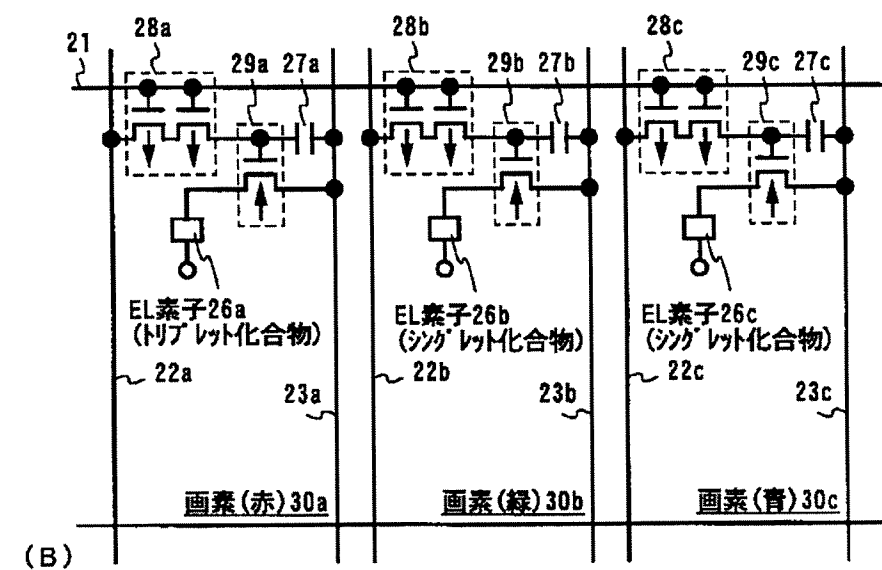 28a
28b
28c
21
29a
27a
29b
27b
29c
27c
EL素子26a
(トリプレット化合物)
EL素子26b
(シングレット化合物)
EL素子26c
(シングレット化合物)
22a
22b
22c
23a
23b
23c
画素(赤)30a
画素(緑)30b
画素(青)30c
(B)